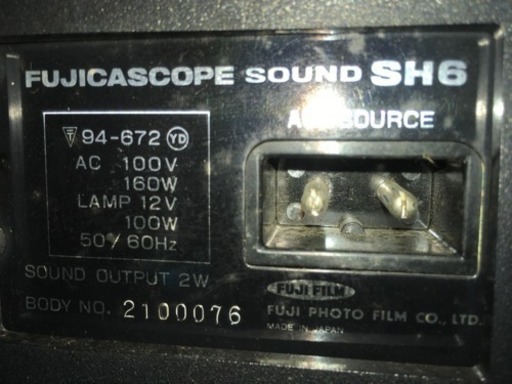 FUJICASCOPE SOUND SH6
94-672 YD
AC 100V
160W
LAMP 12V
100W
50/60Hz
SOURCE
SOUND OUTPUT 2W
BODY NO. 2100076
FUJI FILM
FUJI PHOTO FILM CO., LTD.
MADE IN JAPAN